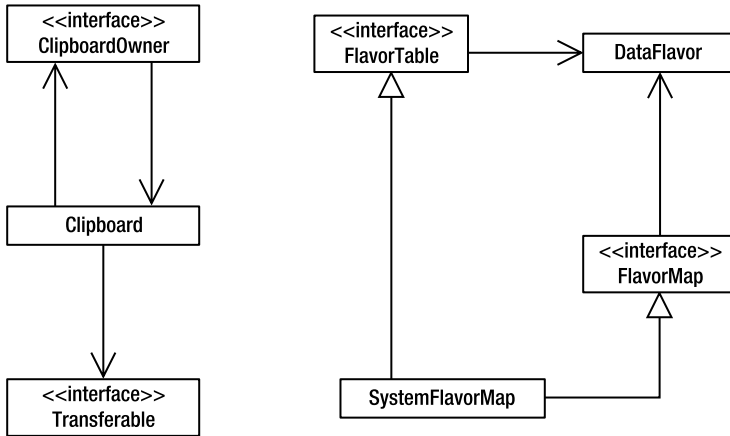 <<interface>>
ClipboardOwner
Clipboard
<<interface>>
Transferable
<<interface>>
FlavorTable
DataFlavor
<<interface>>
FlavorMap
SystemFlavorMap